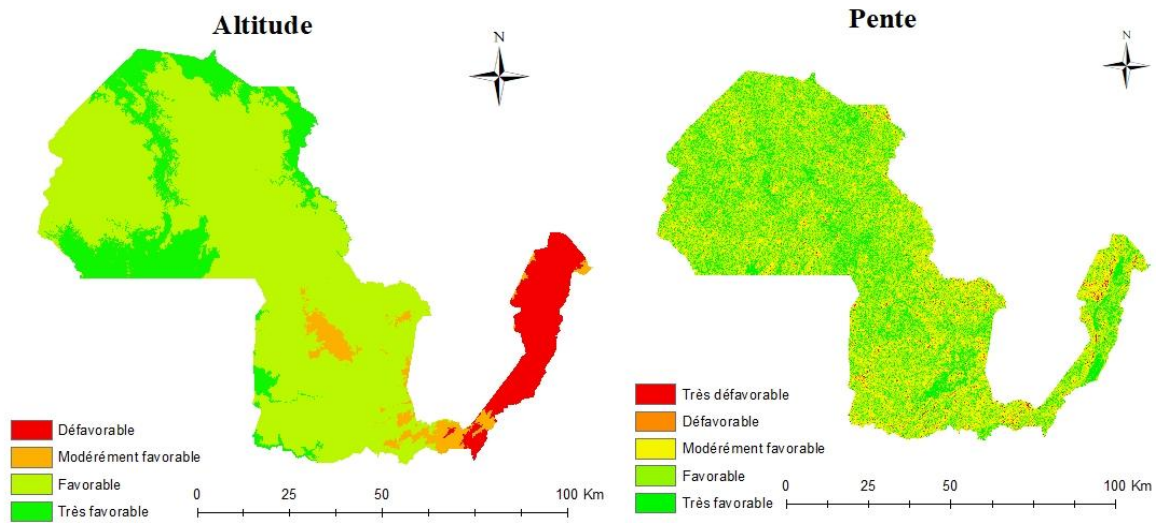 Altitude
N
Défavorable
Modérément favorable
Favorable
Très favorable
0 25 50 100 Km
Pente
N
Très défavorable
Défavorable
Modérément favorable
Favorable
Très favorable
0 25 50 100 Km